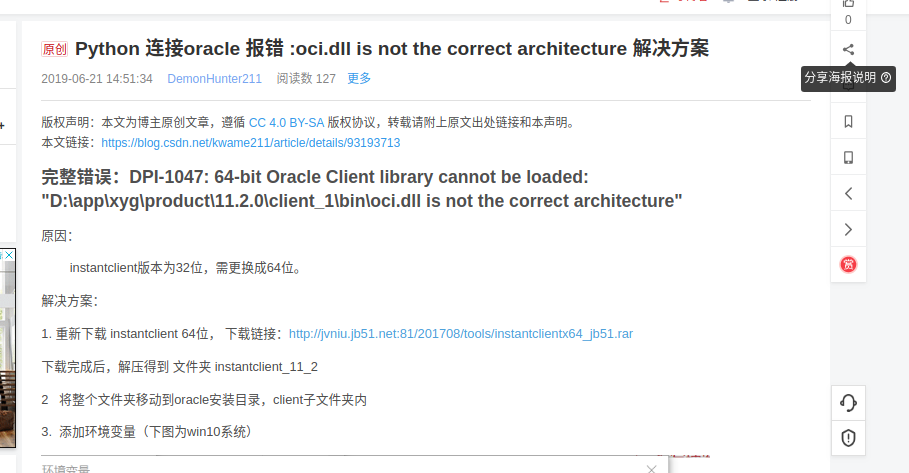 0
原创 Python 连接oracle 报错 :oci.dll is not the correct architecture 解决方案
2019-06-21 14:51:34 DemonHunter211 阅读数 127 更多
分享海报说明
版权声明：本文为博主原创文章，遵循 CC 4.0 BY-SA 版权协议，转载请附上原文出处链接和本声明。
本文链接：https://blog.csdn.net/kwame211/article/details/93193713
完整错误：DPI-1047: 64-bit Oracle Client library cannot be loaded:
"D:\app\xyg\product\11.2.0\client_1\bin\oci.dll is not the correct architecture"
原因：
instantclient版本为32位，需更换成64位。
赏
解决方案：
1. 重新下载 instantclient 64位， 下载链接：http://jvniu.jb51.net:81/201708/tools/instantclientx64_jb51.rar
下载完成后，解压得到 文件夹 instantclient_11_2
2 将整个文件夹移动到oracle安装目录，client子文件夹内
3. 添加环境变量（下图为win10系统）
环境变量